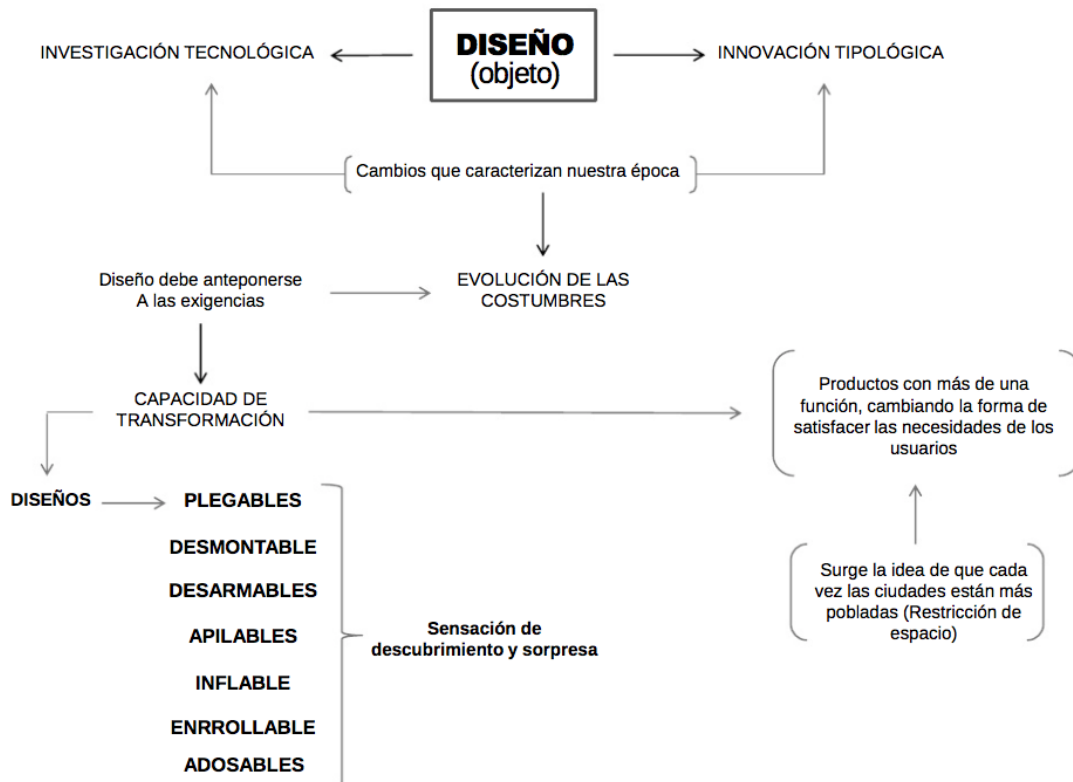 DISEÑO
(objeto)
INVESTIGACIÓN TECNOLÓGICA
INNOVACIÓN TIPOLÓGICA
Cambios que caracterizan nuestra época
Diseño debe anteponerse
A las exigencias
EVOLUCIÓN DE LAS
COSTUMBRES
CAPACIDAD DE
TRANSFORMACIÓN
Productos con más de una
función, cambiando la forma de
satisfacer las necesidades de los
usuarios
DISEÑOS
PLEGABLES
DESMONTABLE
DESARMABLES
APILABLES
INFLABLE
ENRROLLABLE
ADOSABLES
Sensación de
descubrimiento y sorpresa
Surge la idea de que cada
vez las ciudades están más
pobladas (Restricción de
espacio)